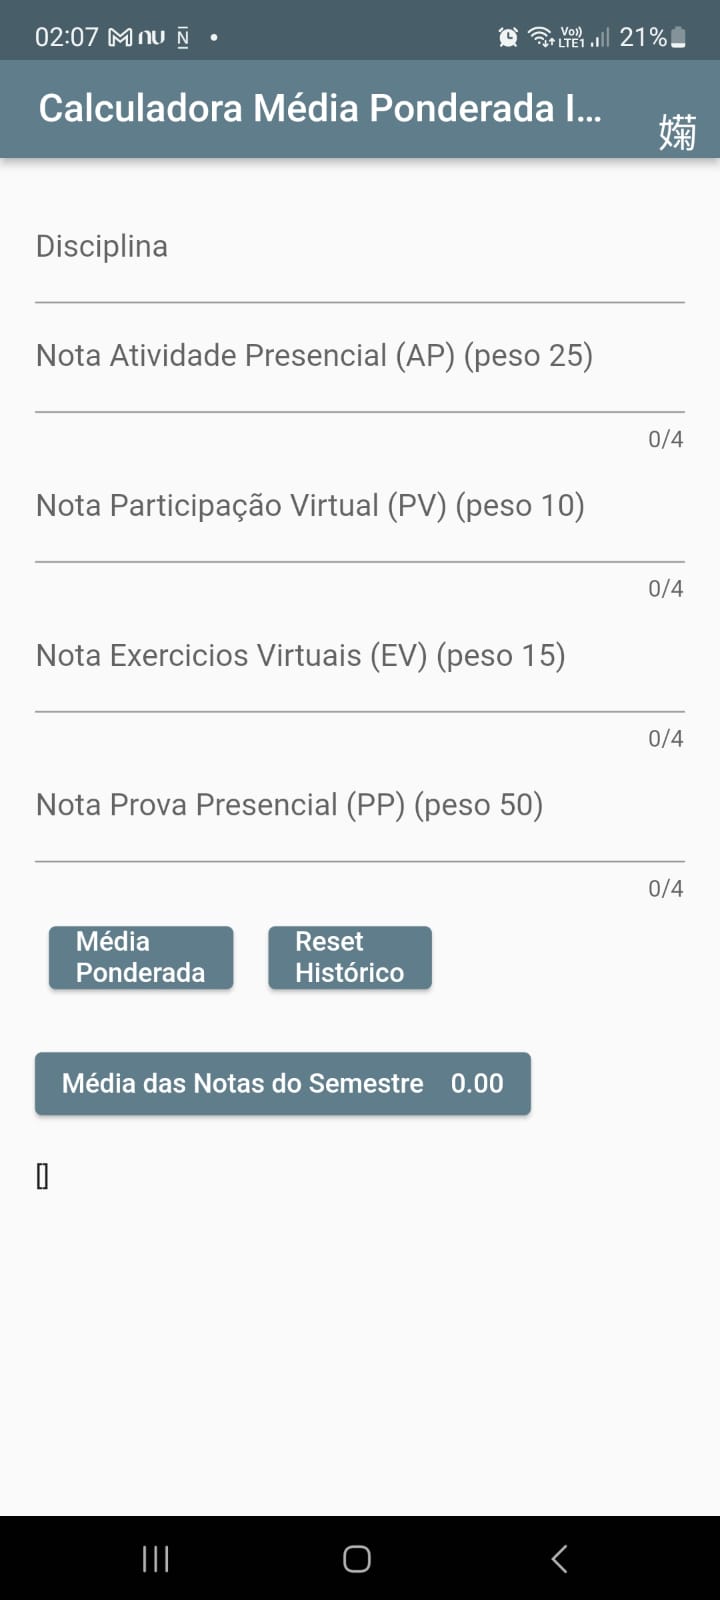 02:07 M nu N
Vo)) LTE1 21%
Calculadora Média Ponderada I...
Disciplina
Nota Atividade Presencial (AP) (peso 25)
0/4
Nota Participação Virtual (PV) (peso 10)
0/4
Nota Exercicios Virtuais (EV) (peso 15)
0/4
Nota Prova Presencial (PP) (peso 50)
0/4
Média
Ponderada
Reset
Histórico
Média das Notas do Semestre 0.00
[]